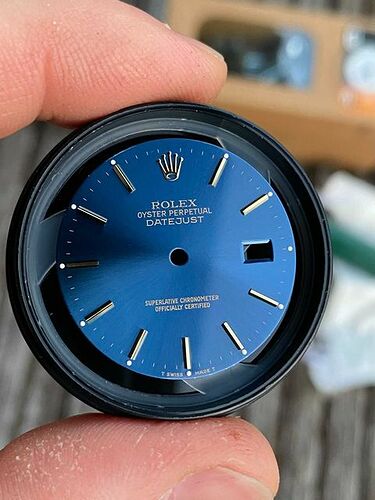 ROLEX
OYSTER PERPETUAL
DATEJUST
SUPERLATIVE CHRONOMETER
OFFICIALLY CERTIFIED
T SWISS MADE T